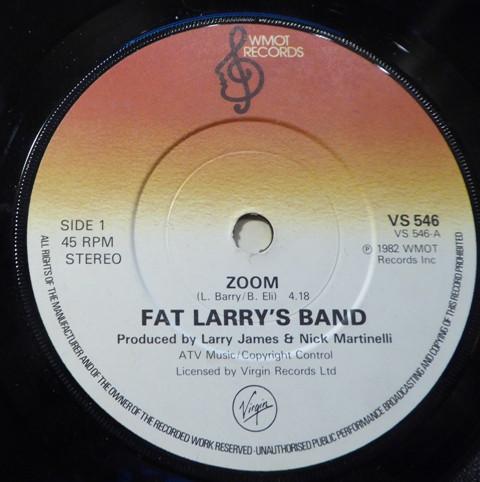 WMOT
RECORDS
SIDE 1
45 RPM
STEREO
VS 546
VS 546-A
℗ 1982 WMOT
Records Inc
ZOOM
(L. Barry/B. Eli) 4.18
FAT LARRY'S BAND
Produced by Larry James & Nick Martinelli
ATV Music/Copyright Control
Licensed by Virgin Records Ltd
Virgin
ALL RIGHTS OF THE MANUFACTURER AND OF THE OWNER OF THE RECORDED WORK RESERVED · UNAUTHORISED PUBLIC PERFORMANCE BROADCASTING AND COPYING OF THIS RECORD PROHIBITED